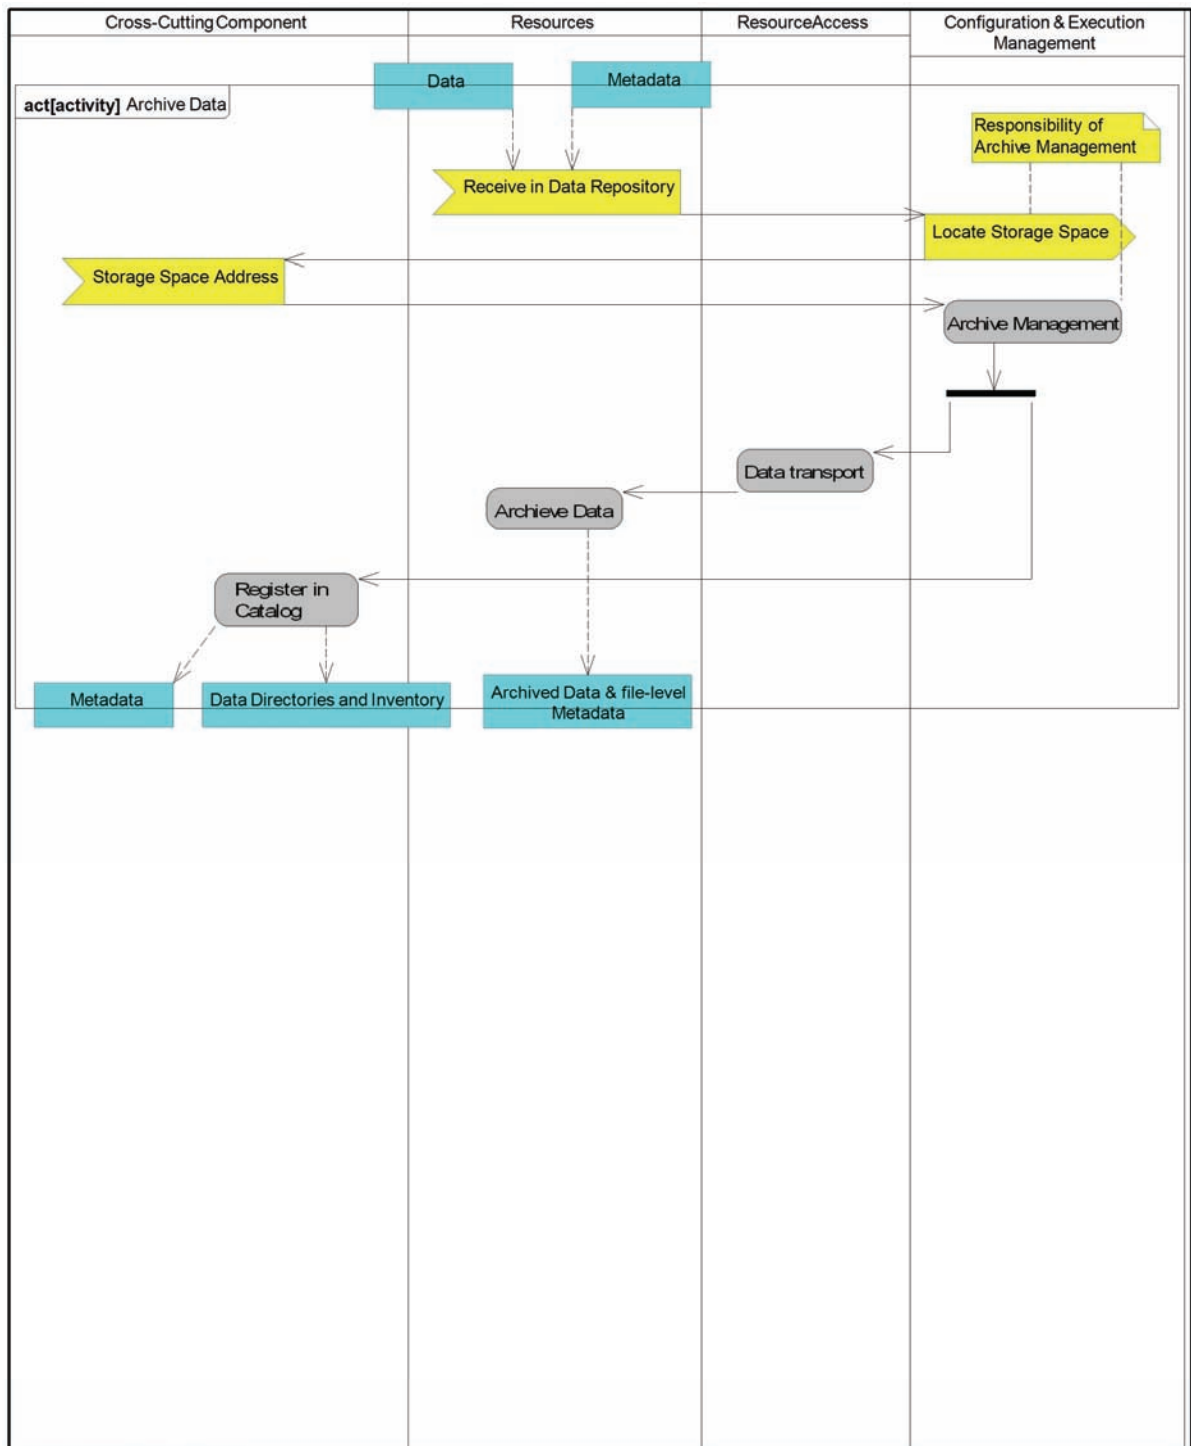 Cross-Cutting Component
Resources
ResourceAccess
Configuration & Execution
Management
Data
Metadata
act[activity] Archive Data
Responsibility of
Archive Management
Receive in Data Repository
Locate Storage Space
Storage Space Address
Archive Management
Data transport
Archieve Data
Register in
Catalog
Metadata
Data Directories and Inventory
Archived Data & file-level
Metadata